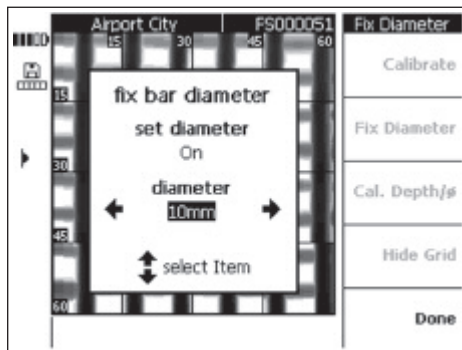 Airport City FS000051 Fix Diameter
15 30 45 60
Calibrate
15
fix bar diameter
set diameter
On
Fix Diameter
30
diameter
10mm
Cal. Depth/ø
45
select Item
Hide Grid
60
Done